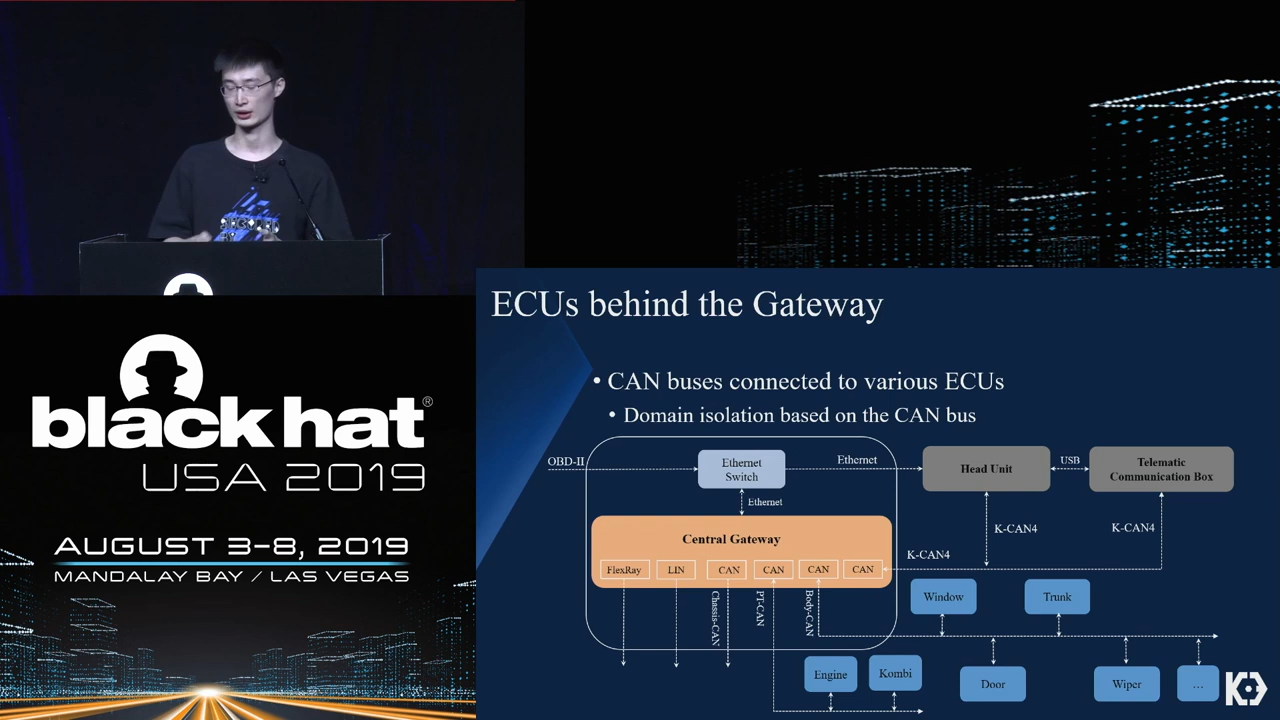 black hat®
USA 2019
AUGUST 3-8, 2019
MANDALAY BAY / LAS VEGAS
ECUs behind the Gateway
• CAN buses connected to various ECUs
• Domain isolation based on the CAN bus
OBD-II
Ethernet
Switch
Ethernet
Head Unit
USB
Telematic
Communication Box
Ethernet
K-CAN4
K-CAN4
Central Gateway
K-CAN4
FlexRay
LIN
CAN
CAN
CAN
CAN
Chassis-CAN
PT-CAN
Body-CAN
Window
Trunk
Engine
Kombi
Door
Wiper
...